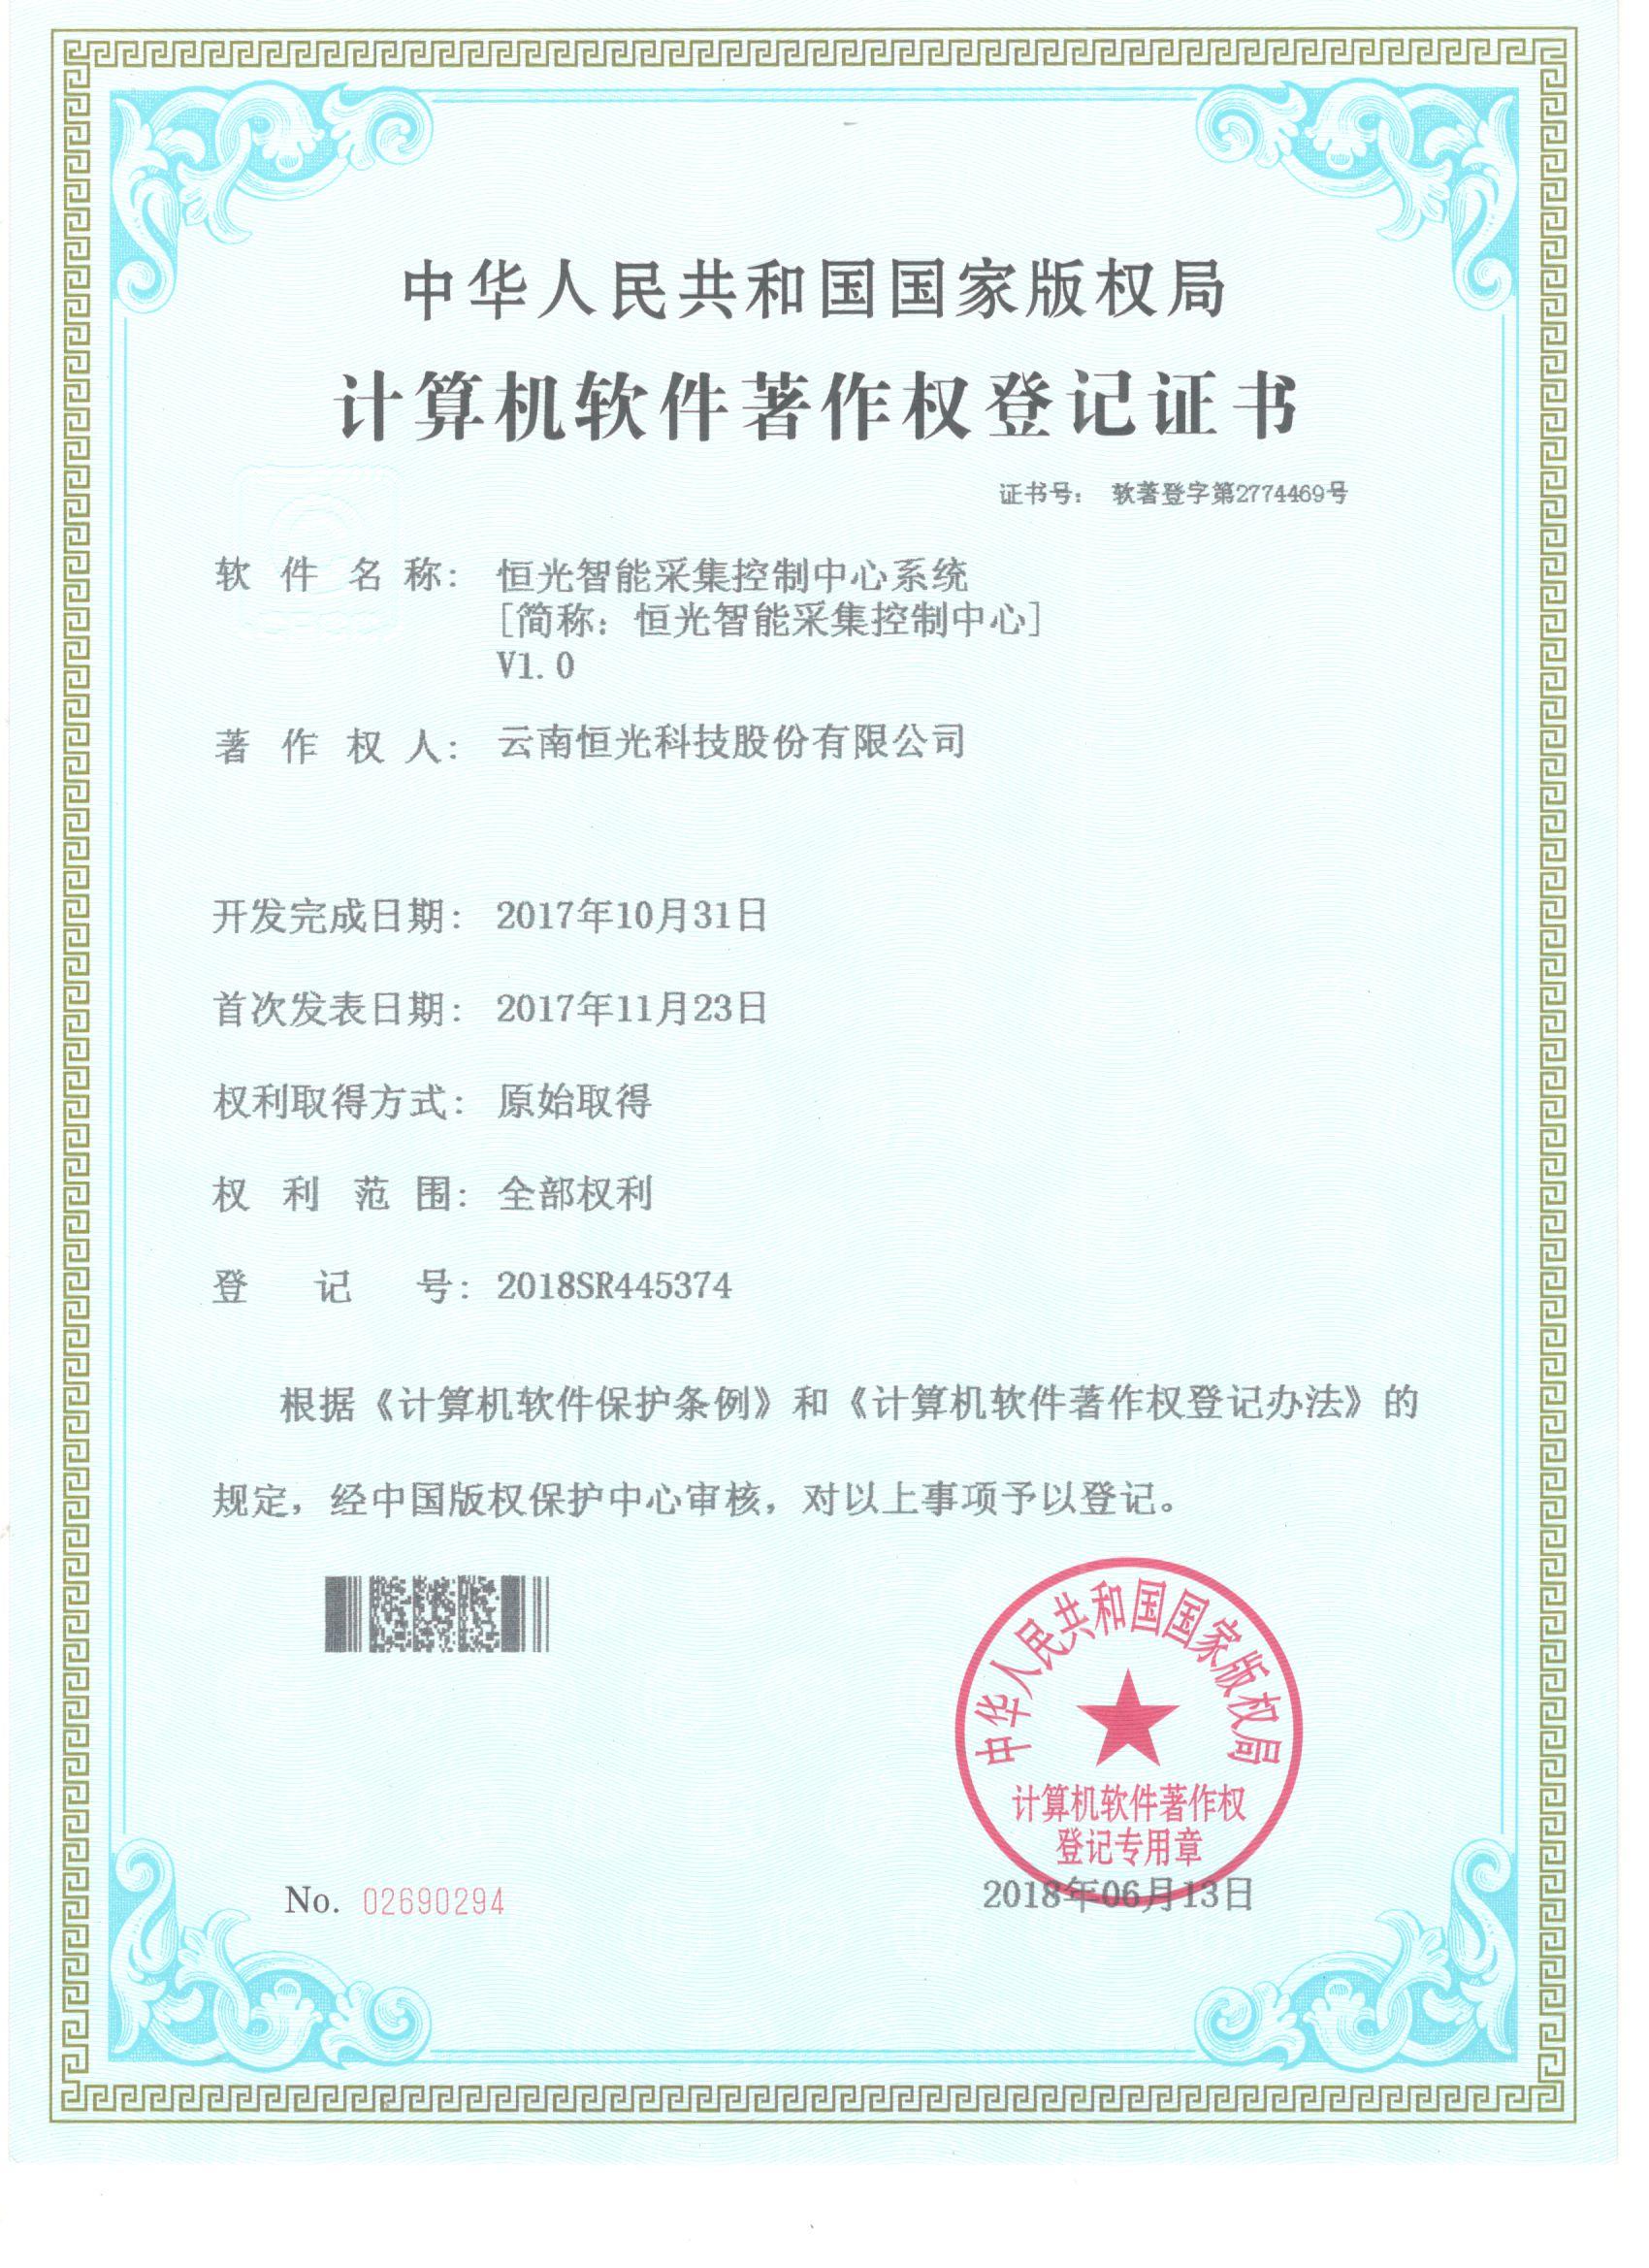 中华人民共和国国家版权局
计算机软件著作权登记证书
证书号： 软著登字第2774469号
软件名称： 恒光智能采集控制中心系统
[简称：恒光智能采集控制中心]
V1.0
著作权人： 云南恒光科技股份有限公司
开发完成日期： 2017年10月31日
首次发表日期： 2017年11月23日
权利取得方式： 原始取得
权利范围： 全部权利
登记号： 2018SR445374
根据《计算机软件保护条例》和《计算机软件著作权登记办法》的
规定，经中国版权保护中心审核，对以上事项予以登记。
中华人民共和国国家版权局
计算机软件著作权
登记专用章
No. 02690294
2018年06月13日